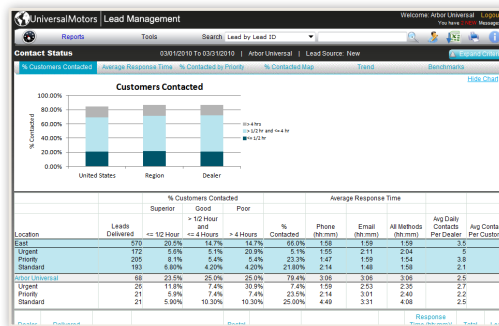 UniversalMotors Lead Management
Welcome: Arbor Universal Logou
You have 0 NEW Message
Reports Tools Search Lead by Lead ID
Contact Status 03/01/2010 To 03/31/2010 | Arbor Universal | Lead Source: New
% Customers Contacted Average Response Time % Contacted by Priority % Contacted Map Trend Benchmarks
Hide Chart
Customers Contacted
% Contacted
100.00%
80.00%
60.00%
40.00%
20.00%
0.00%
United States Region Dealer
> 4 hrs
> 1/2 hr and <= 4 hr
<= 1/2 hr
% Customers Contacted Average Response Time
Superior Good Poor
Location Leads Delivered <= 1/2 Hour > 1/2 Hour and <= 4 Hours > 4 Hours % Contacted Phone (hh:mm) Email (hh:mm) All Methods (hh:mm) Avg Daily Contacts Per Dealer Avg Conta Per Custo
East 570 20.5% 14.7% 14.7% 66.0% 1:58 1:59 1:59 3.5
Urgent 172 5.6% 5.1% 20.9% 5.1% 1:55 2:11 2:04 5
Priority 205 8.1% 5.4% 5.4% 23.3% 1:47 1:59 1:54 3.8
Standard 193 6.80% 4.20% 4.20% 21.80% 2:14 1:48 1:58 2.1
Arbor Universal 68 23.5% 25.0% 25.0% 79.4% 3:06 3:06 3:06 2.5
Urgent 26 11.8% 7.4% 30.9% 7.4% 1:59 2:53 2:35 2.7
Priority 21 5.9% 7.4% 7.4% 23.5% 2:14 3:01 2:40 2.2
Standard 21 5.90% 10.30% 10.30% 25.00% 4:49 3:31 4:08 2.5
Response